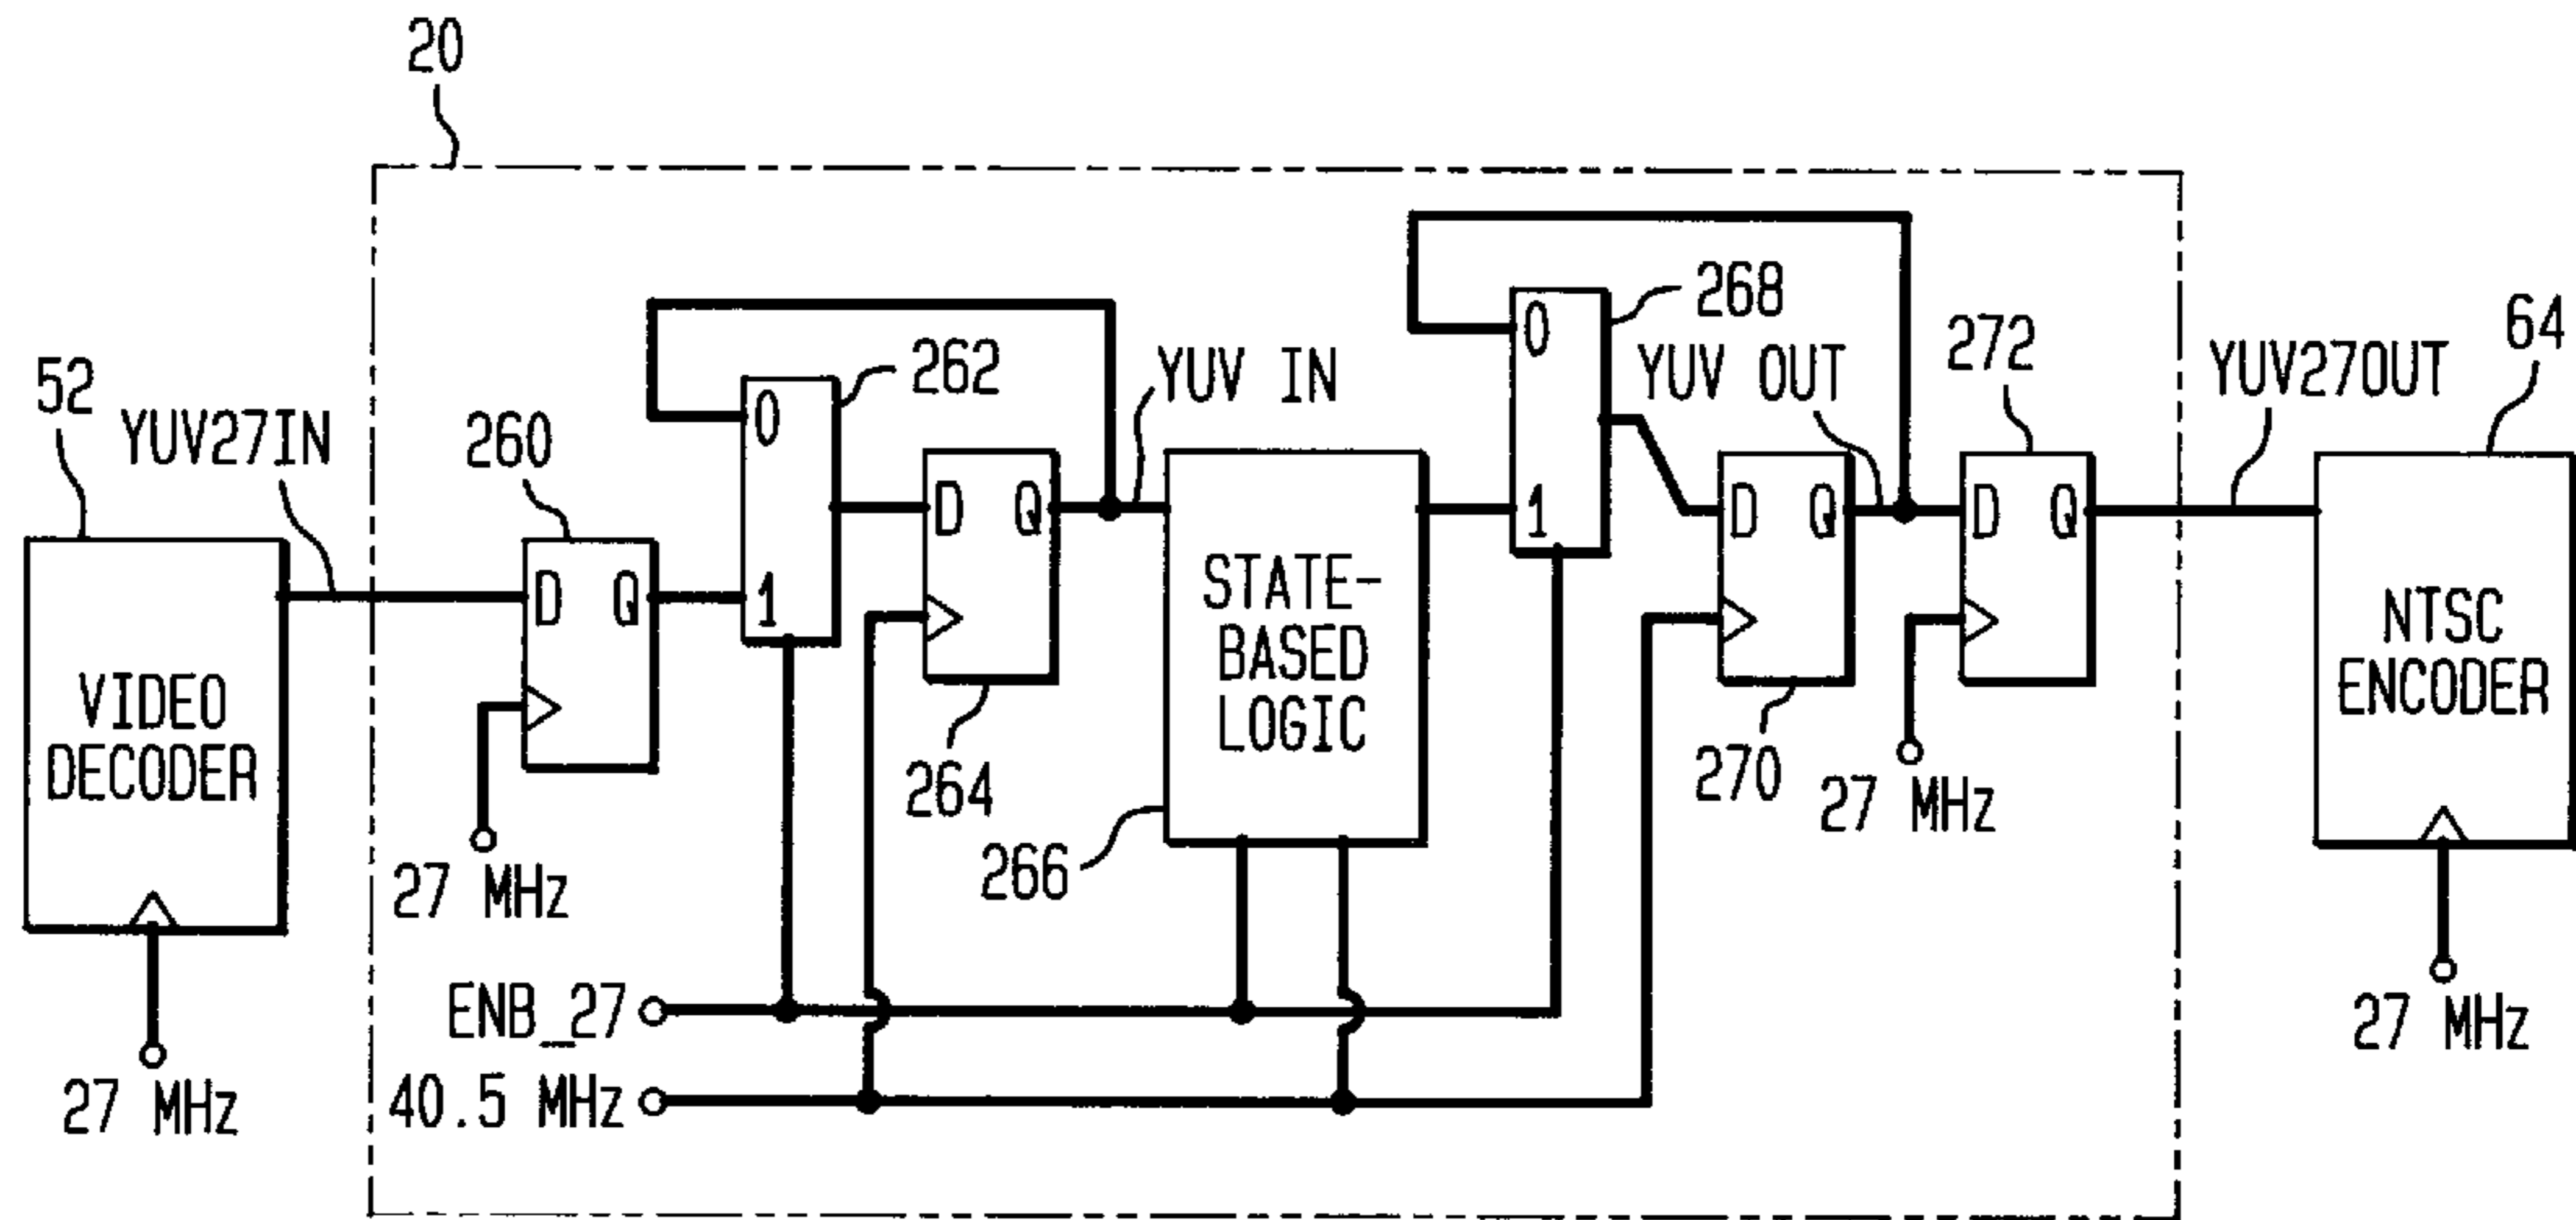 20
52
YUV27IN
260
0
1
262
YUV IN
0
1
268
YUV OUT
272
YUV27OUT
64
D Q
D Q
D Q
D Q
VIDEO
DECODER
264
STATE-
BASED
LOGIC
266
270
NTSC
ENCODER
27 MHz
27 MHz
27 MHz
27 MHz
ENB_27
40.5 MHz